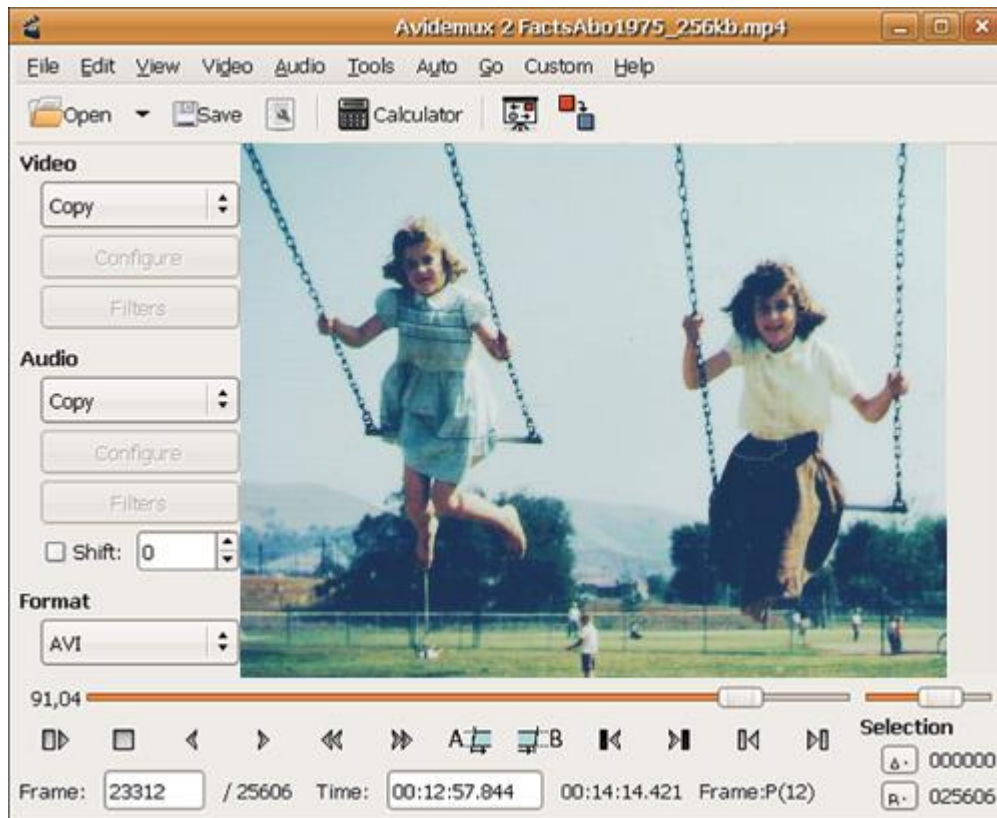 Avidemux 2 FactsAbo1975_256kb.mp4
File Edit View Video Audio Tools Auto Go Custom Help
Open Save Calculator
Video
Copy
Configure
Filters
Audio
Copy
Configure
Filters
Shift: 0
Format
AVI
91,04
A B
Selection
A: 000000
B: 025606
Frame: 23312 / 25606 Time: 00:12:57.844 00:14:14.421 Frame:P(12)